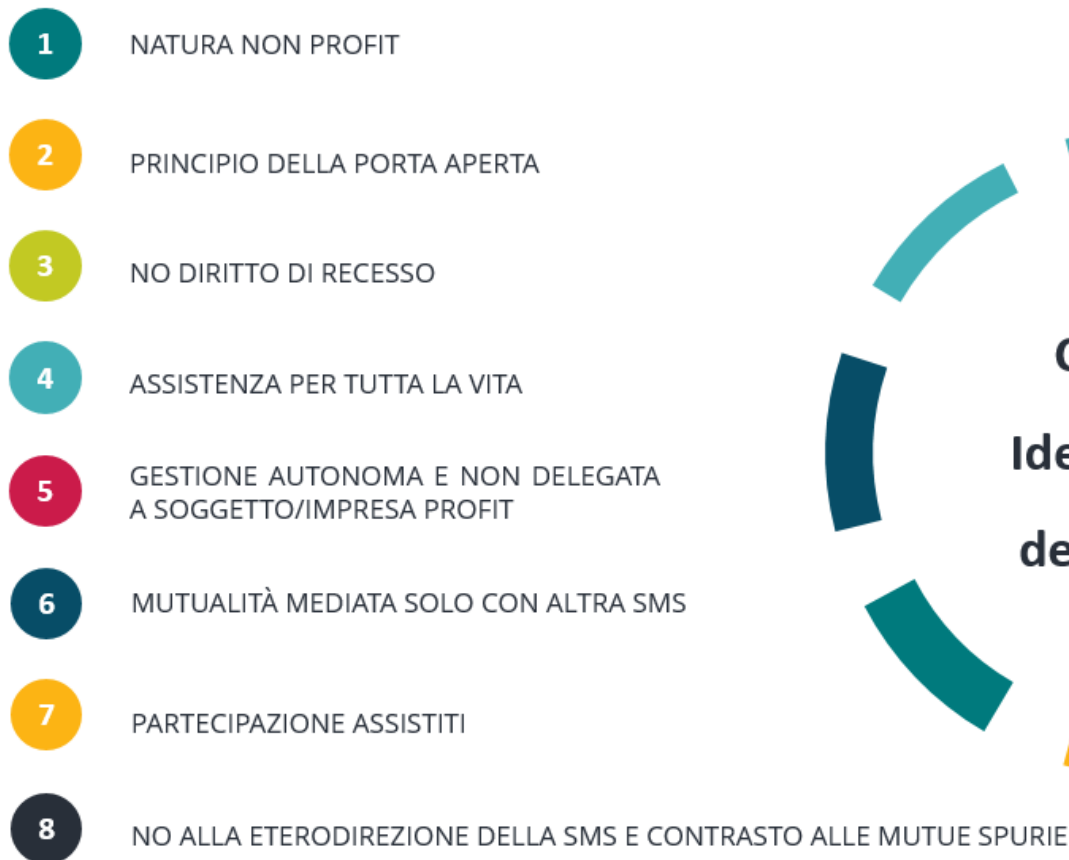 1 NATURA NON PROFIT
2 PRINCIPIO DELLA PORTA APERTA
3 NO DIRITTO DI RECESSO
4 ASSISTENZA PER TUTTA LA VITA
5 GESTIONE AUTONOMA E NON DELEGATA
A SOGGETTO/IMPRESA PROFIT
6 MUTUALITÀ MEDIATA SOLO CON ALTRA SMS
7 PARTECIPAZIONE ASSISTITI
8 NO ALLA ETERODIREZIONE DELLA SMS E CONTRASTO ALLE MUTUE SPURIE
Ide
de